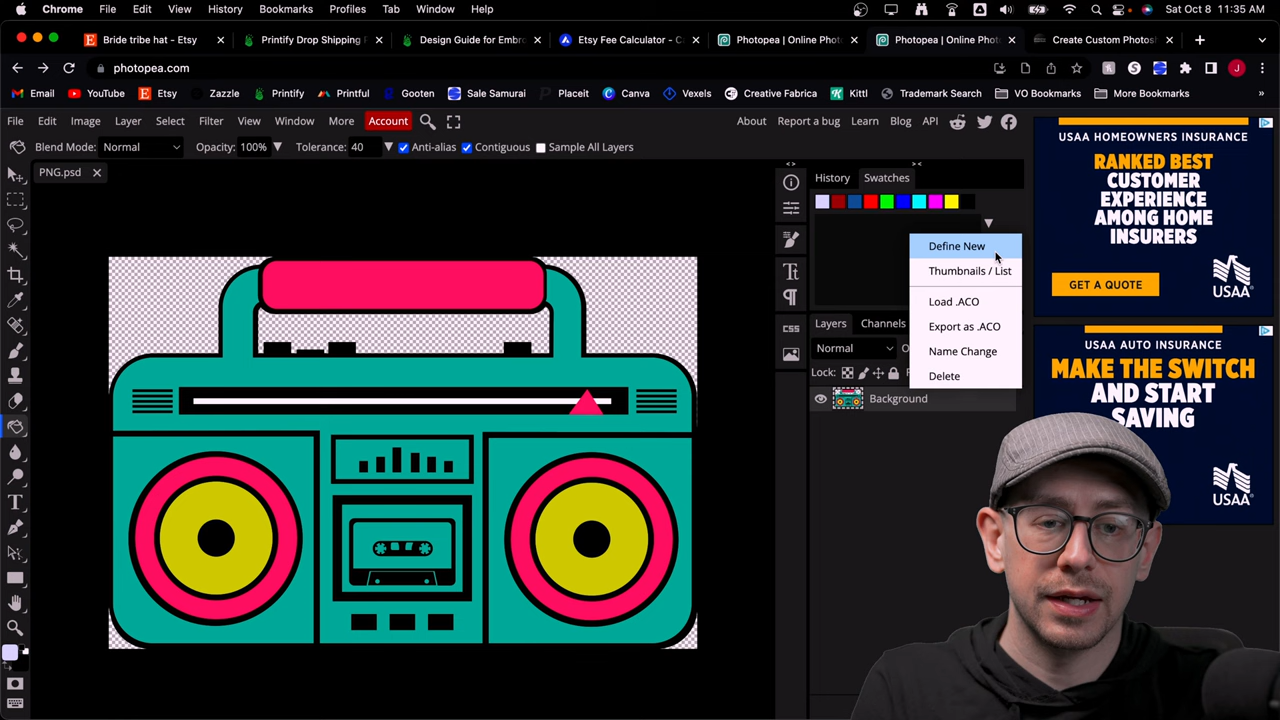 Chrome File Edit View History Bookmarks Profiles Tab Window Help Sat Oct 8 11:35 AM
Bride tribe hat - Etsy Printify Drop Shipping Design Guide for Embro Etsy Fee Calculator - C Photopea | Online Phot Photopea | Online Phot Create Custom Photosh
photopea.com J
Email YouTube Etsy Zazzle Printify Printful Gooten Sale Samurai Placeit Canva Vexels Creative Fabrica Kittl Trademark Search VO Bookmarks More Bookmarks »
File Edit Image Layer Select Filter View Window More Account About Report a bug Learn Blog API
Blend Mode: Normal Opacity: 100% Tolerance: 40 Anti-alias Contiguous Sample All Layers
PNG.psd
History Swatches
Define New
Thumbnails / List
Load .ACO
Export as .ACO
Name Change
Delete
Layers Channels
Normal O
Lock:
Background
CSS
USAA HOMEOWNERS INSURANCE
RANKED BEST
CUSTOMER
EXPERIENCE
AMONG HOME
INSURERS
GET A QUOTE
USAA
USAA AUTO INSURANCE
MAKE THE SWITCH
AND START
SAVING
USAA